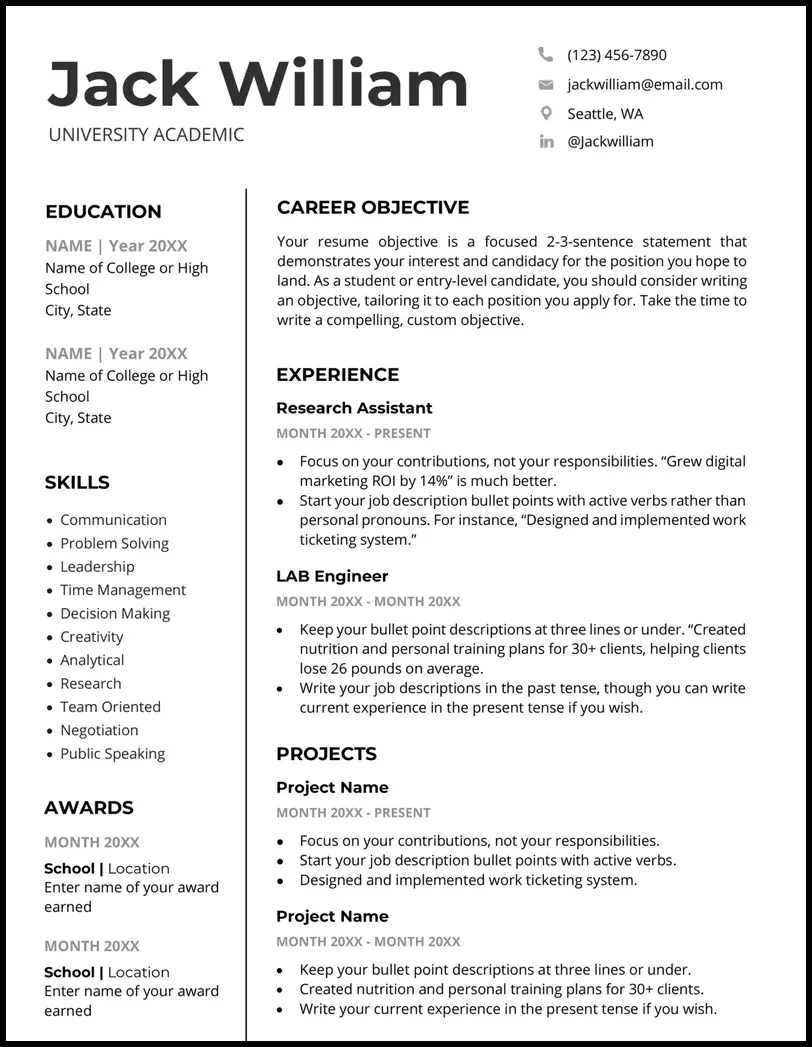 Jack William
UNIVERSITY ACADEMIC
(123) 456-7890
jackwilliam@email.com
Seattle, WA
in @Jackwilliam
EDUCATION
NAME | Year 20XX
Name of College or High
School
City, State
NAME | Year 20XX
Name of College or High
School
City, State
SKILLS
• Communication
• Problem Solving
• Leadership
• Time Management
• Decision Making
• Creativity
• Analytical
• Research
• Team Oriented
• Negotiation
• Public Speaking
AWARDS
MONTH 20XX
School | Location
Enter name of your award
earned
MONTH 20XX
School | Location
Enter name of your award
earned
CAREER OBJECTIVE
Your resume objective is a focused 2-3-sentence statement that
demonstrates your interest and candidacy for the position you hope to
land. As a student or entry-level candidate, you should consider writing
an objective, tailoring it to each position you apply for. Take the time to
write a compelling, custom objective.
EXPERIENCE
Research Assistant
MONTH 20XX - PRESENT
• Focus on your contributions, not your responsibilities. “Grew digital
marketing ROI by 14%” is much better.
• Start your job description bullet points with active verbs rather than
personal pronouns. For instance, “Designed and implemented work
ticketing system.”
LAB Engineer
MONTH 20XX - MONTH 20XX
• Keep your bullet point descriptions at three lines or under. “Created
nutrition and personal training plans for 30+ clients, helping clients
lose 26 pounds on average.
• Write your job descriptions in the past tense, though you can write
current experience in the present tense if you wish.
PROJECTS
Project Name
MONTH 20XX - PRESENT
• Focus on your contributions, not your responsibilities.
• Start your job description bullet points with active verbs.
• Designed and implemented work ticketing system.
Project Name
MONTH 20XX - MONTH 20XX
• Keep your bullet point descriptions at three lines or under.
• Created nutrition and personal training plans for 30+ clients.
• Write your current experience in the present tense if you wish.